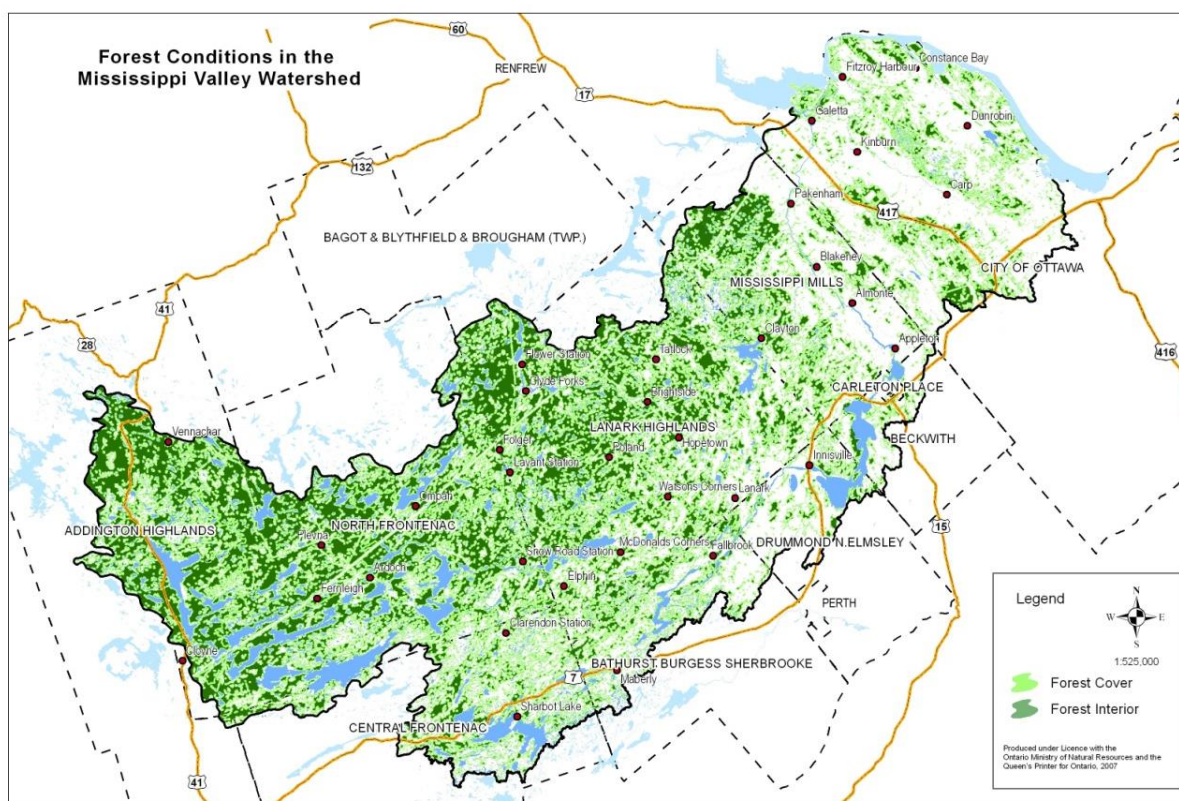 Forest Conditions in the
Mississippi Valley Watershed
60
RENFREW
17
132
Constance Bay
Fitzroy Harbour
Galetta
Dunrobin
Kinburn
Carp
Pakenham
417
BAGOT & BLYTHFIELD & BROUGHAM (TWP.)
Blakeney
CITY OF OTTAWA
MISSISSIPPI MILLS
Almonte
41
28
Clayton
Appleton
416
Tatlock
Flower Station
Clyde Forks
CARLETON PLACE
Brightside
LANARK HIGHLANDS
Hopetown
BECKWITH
Vennachar
Folger
Poland
Innisville
Lavant Station
Watsons Corners
Lanark
Ompah
15
NORTH FRONTENAC
ADDINGTON HIGHLANDS
Plevna
DRUMMOND N.ELMSLEY
McDonalds Corners
Fallbrook
Snow Road Station
Ardoch
Elphin
Fernleigh
PERTH
Clarendon Station
Cloyne
BATHURST BURGESS SHERBROOKE
7
Maberly
Sharbot Lake
CENTRAL FRONTENAC
41
Legend
N
W
E
S
1:525,000
Forest Cover
Forest Interior
Produced under Licence with the
Ontario Ministry of Natural Resources and the
Queen's Printer for Ontario, 2007